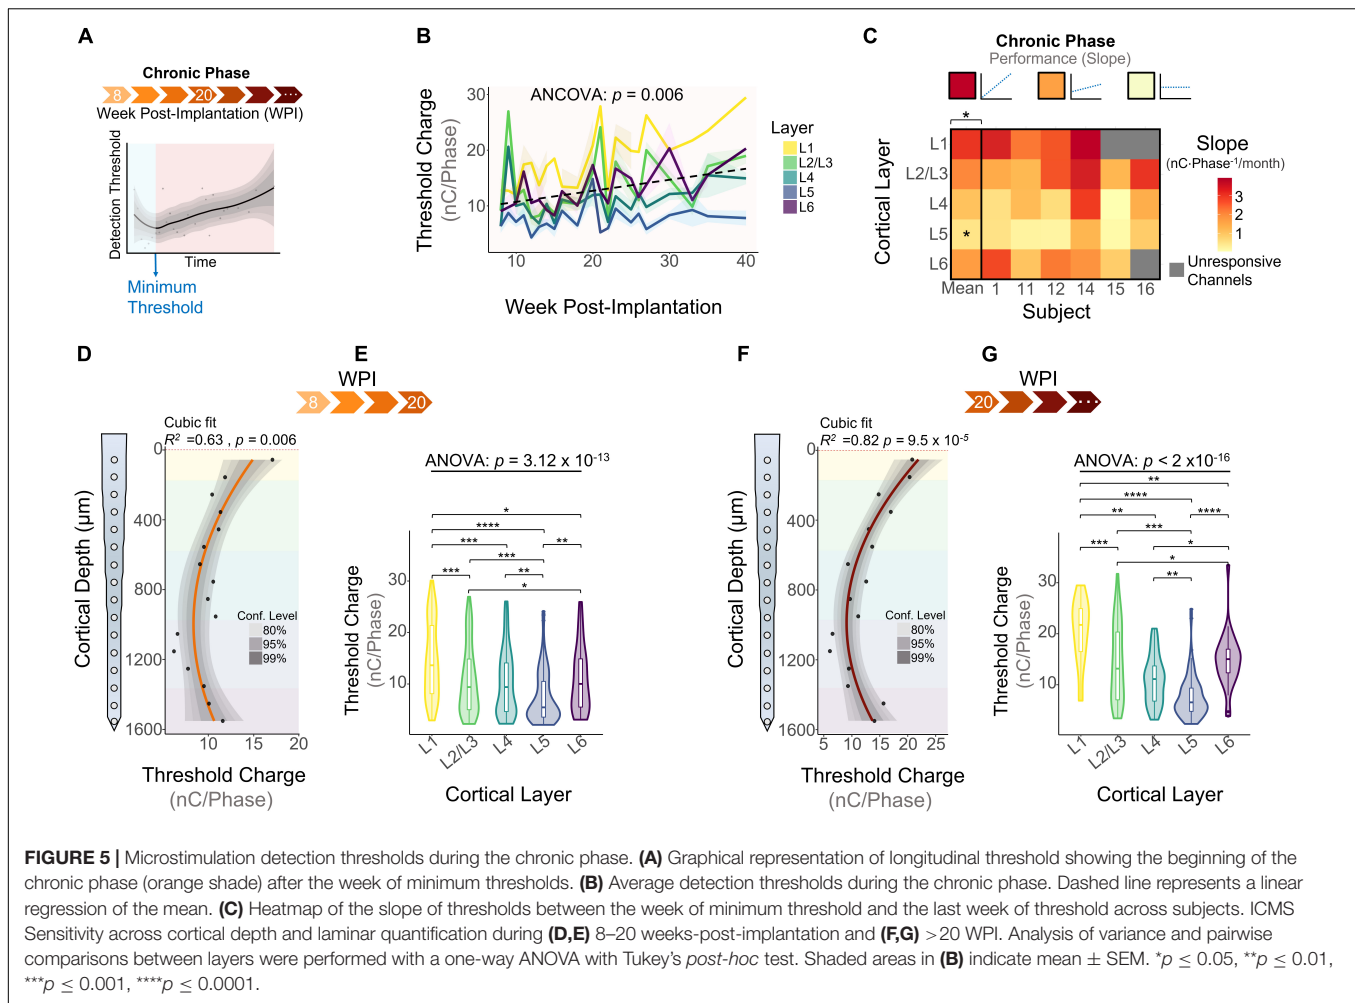 A
Chronic Phase
8
20
...
Week Post-Implantation (WPI)
Detection Threshold
Time
Minimum
Threshold
B
ANCOVA: p = 0.006
Threshold Charge
(nC/Phase)
30
20
10
10
20
30
40
Week Post-Implantation
Layer
L1
L2/L3
L4
L5
L6
C
Chronic Phase
Performance (Slope)
*
Cortical Layer
L1
L2/L3
L4
L5
*
L6
Mean 1 11 12 14 15 16
Subject
Slope
(nC·Phase⁻¹/month)
3
2
1
Unresponsive
Channels
D
E
WPI
8
20
Cubic fit
R² =0.63 , p = 0.006
Cortical Depth (µm)
0
400
800
1200
1600
Conf. Level
80%
95%
99%
10 15 20
Threshold Charge
(nC/Phase)
ANOVA: p = 3.12 x 10⁻¹³
*
****
*** **
***
*** **
*
Threshold Charge
(nC/Phase)
30
20
10
L1 L2/L3 L4 L5 L6
Cortical Layer
F
G
WPI
20
...
Cubic fit
R² =0.82 p = 9.5 x 10⁻⁵
Cortical Depth (µm)
0
400
800
1200
1600
Conf. Level
80%
95%
99%
5 10 15 20 25
Threshold Charge
(nC/Phase)
ANOVA: p < 2 x10⁻¹⁶
**
****
** ****
***
*** *
*
**
Threshold Charge
(nC/Phase)
30
20
10
L1 L2/L3 L4 L5 L6
Cortical Layer
FIGURE 5 | Microstimulation detection thresholds during the chronic phase. (A) Graphical representation of longitudinal threshold showing the beginning of the
chronic phase (orange shade) after the week of minimum thresholds. (B) Average detection thresholds during the chronic phase. Dashed line represents a linear
regression of the mean. (C) Heatmap of the slope of thresholds between the week of minimum threshold and the last week of threshold across subjects. ICMS
Sensitivity across cortical depth and laminar quantification during (D,E) 8–20 weeks-post-implantation and (F,G) >20 WPI. Analysis of variance and pairwise
comparisons between layers were performed with a one-way ANOVA with Tukey's post-hoc test. Shaded areas in (B) indicate mean ± SEM. *p ≤ 0.05, **p ≤ 0.01,
***p ≤ 0.001, ****p ≤ 0.0001.